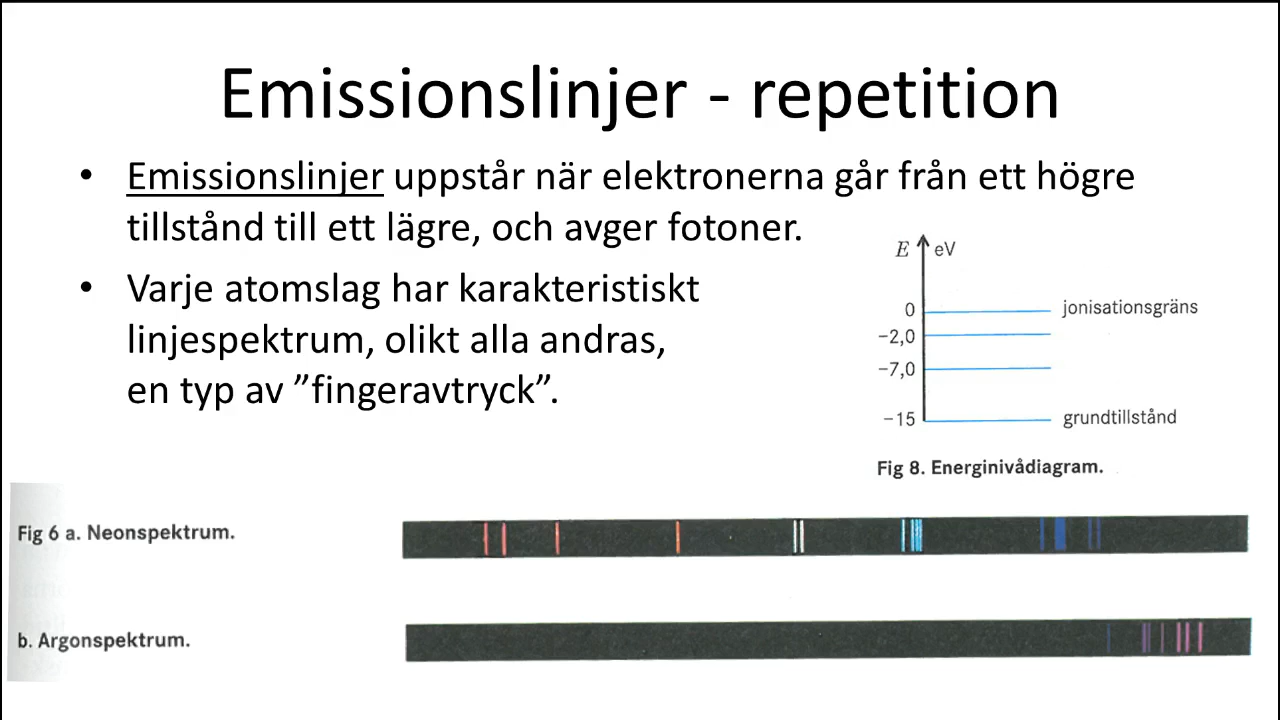 Emissionslinjer - repetition
• Emissionslinjer uppstår när elektronerna går från ett högre
tillstånd till ett lägre, och avger fotoner.
• Varje atomslag har karakteristiskt
linjespektrum, olikt alla andras,
en typ av ”fingeravtryck”.
E eV
0 jonisationsgräns
−2,0
−7,0
−15 grundtillstånd
Fig 8. Energinivådiagram.
Fig 6 a. Neonspektrum.
b. Argonspektrum.